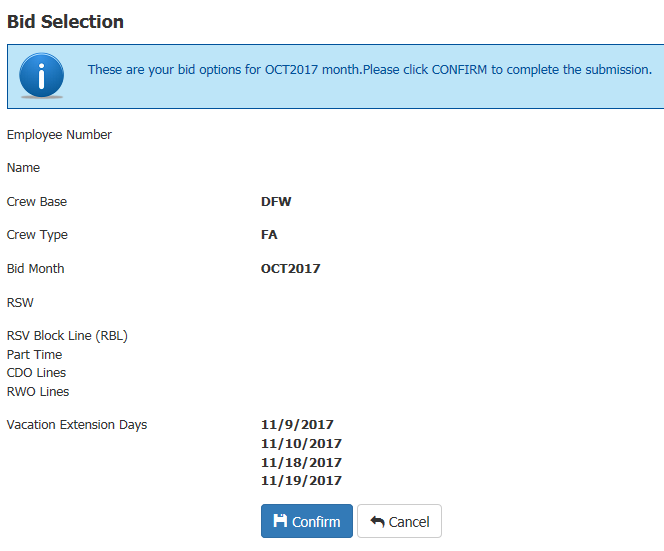 Bid Selection
These are your bid options for OCT2017 month.Please click CONFIRM to complete the submission.
Employee Number
Name
Crew Base DFW
Crew Type FA
Bid Month OCT2017
RSW
RSV Block Line (RBL)
Part Time
CDO Lines
RWO Lines
Vacation Extension Days 11/9/2017
11/10/2017
11/18/2017
11/19/2017
Confirm Cancel